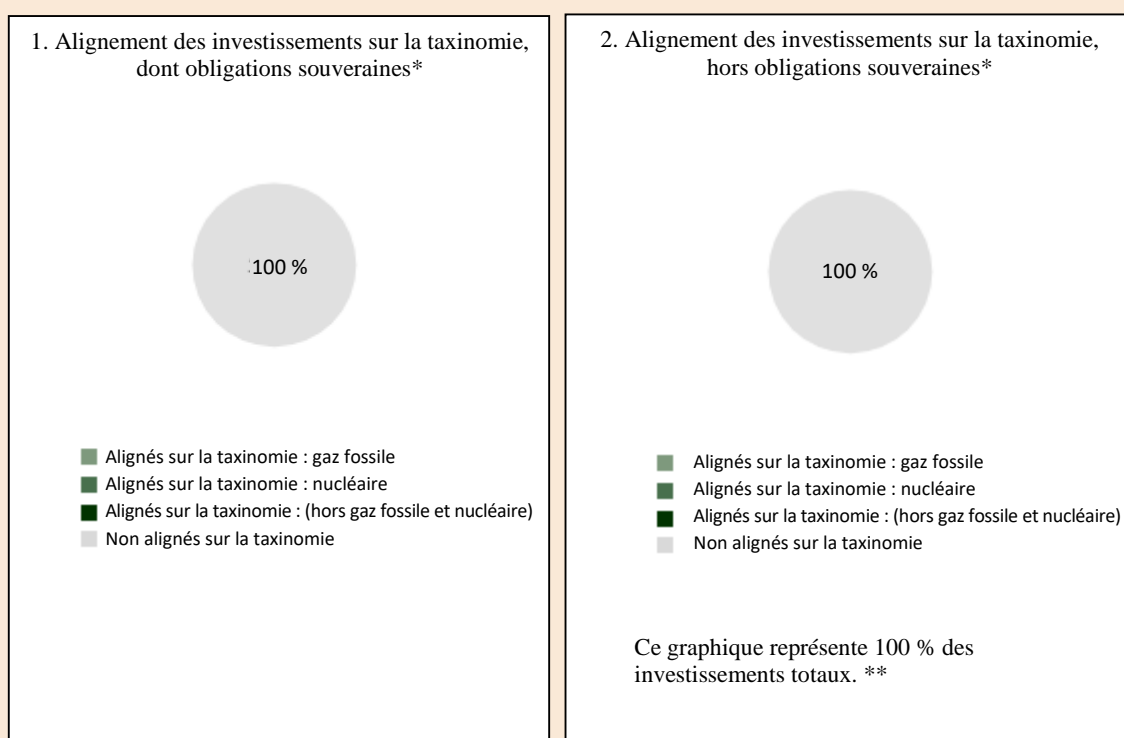 1. Alignement des investissements sur la taxinomie,
dont obligations souveraines*
100 %
Alignés sur la taxinomie : gaz fossile
Alignés sur la taxinomie : nucléaire
Alignés sur la taxinomie : (hors gaz fossile et nucléaire)
Non alignés sur la taxinomie
2. Alignement des investissements sur la taxinomie,
hors obligations souveraines*
100 %
Alignés sur la taxinomie : gaz fossile
Alignés sur la taxinomie : nucléaire
Alignés sur la taxinomie : (hors gaz fossile et nucléaire)
Non alignés sur la taxinomie
Ce graphique représente 100 % des
investissements totaux. **